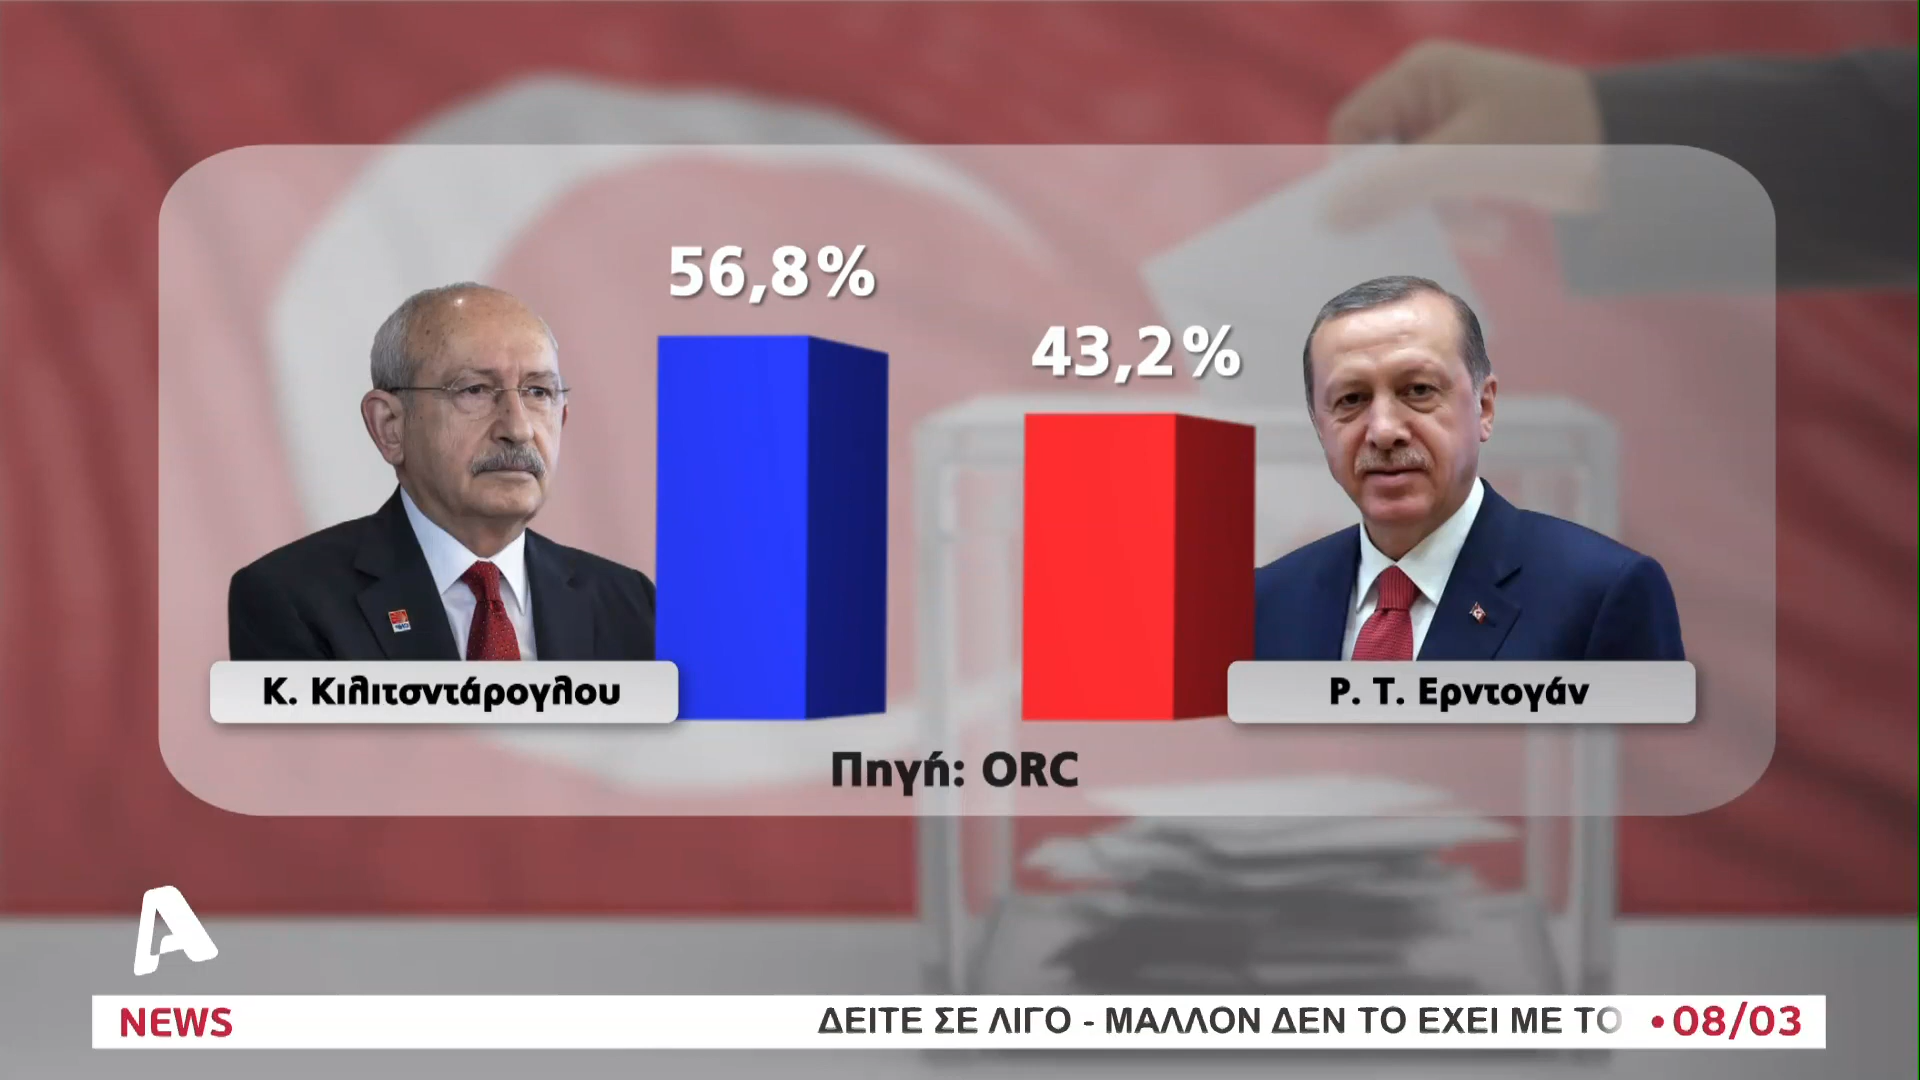 56,8%
43,2%
Κ. Κιλιτσντάρογλου
Ρ. Τ. Ερντογάν
Πηγή: ORC
NEWS
ΔΕΙΤΕ ΣΕ ΛΙΓΟ - ΜΑΛΛΟΝ ΔΕΝ ΤΟ ΕΧΕΙ ΜΕ ΤΟ
•08/03